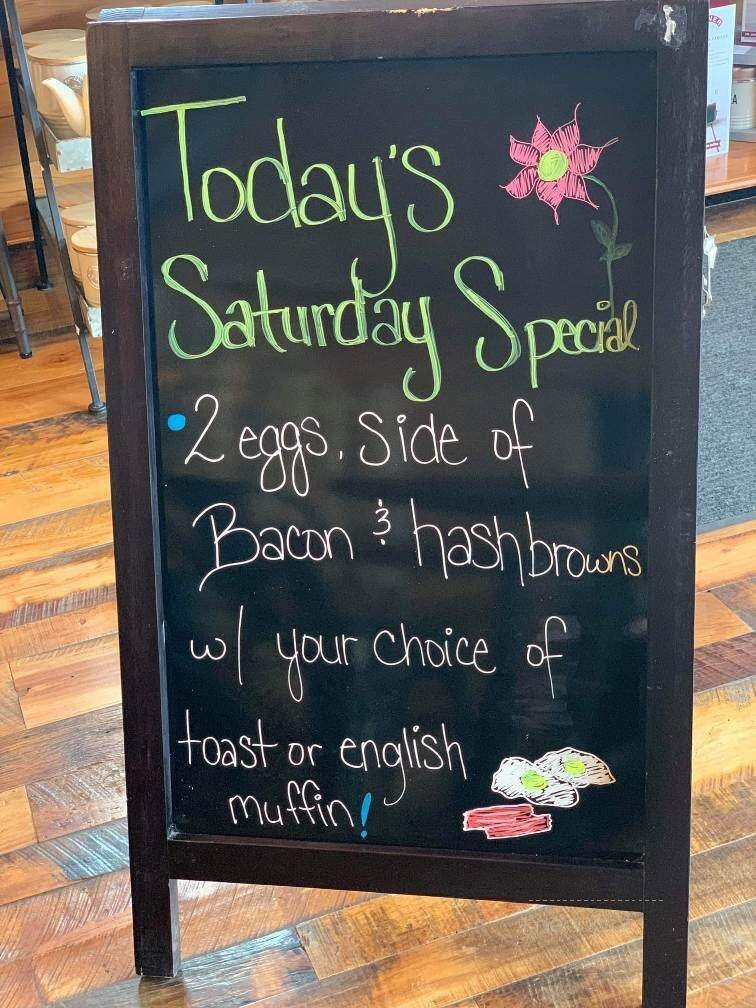 Today's
Saturday Special
• 2 eggs, side of
Bacon & hashbrowns
w/ your choice of
toast or english
muffin!